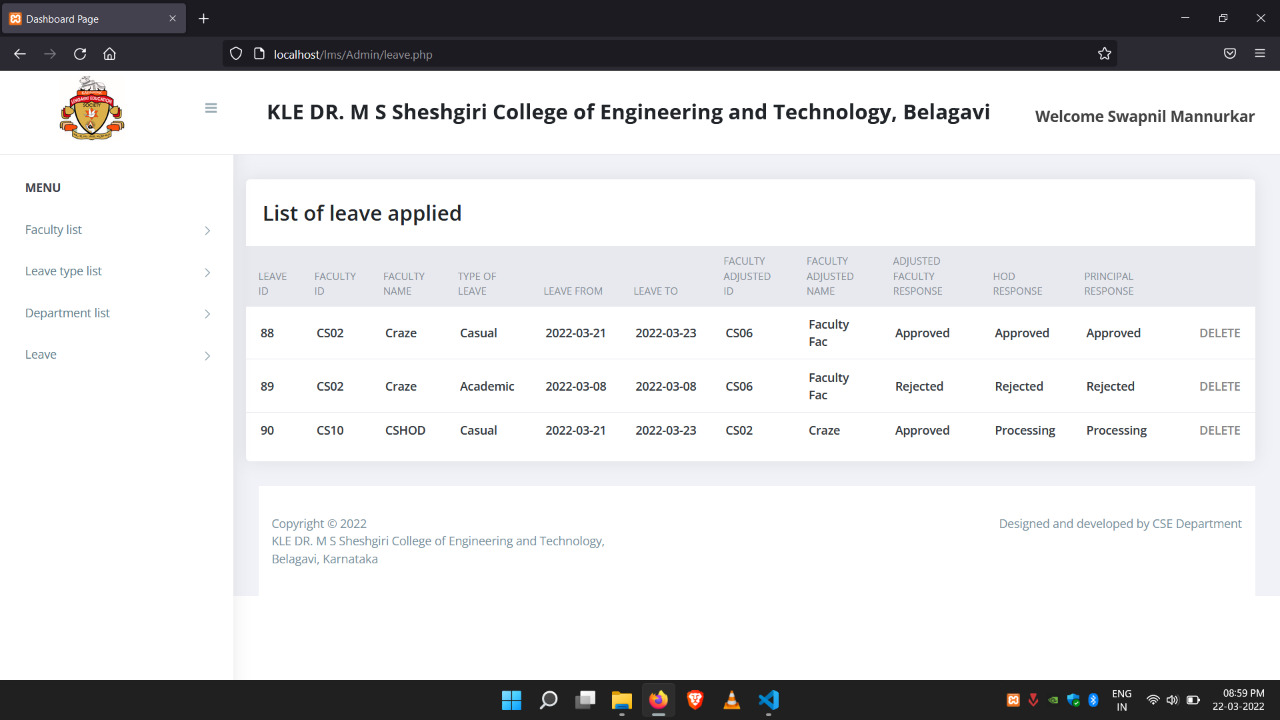 Dashboard Page
localhost/lms/Admin/leave.php
KLE DR. M S Sheshgiri College of Engineering and Technology, Belagavi
Welcome Swapnil Mannurkar
MENU
Faculty list
Leave type list
Department list
Leave
List of leave applied
LEAVE ID FACULTY ID FACULTY NAME TYPE OF LEAVE LEAVE FROM LEAVE TO FACULTY ADJUSTED ID FACULTY ADJUSTED NAME ADJUSTED FACULTY RESPONSE HOD RESPONSE PRINCIPAL RESPONSE
88 CS02 Craze Casual 2022-03-21 2022-03-23 CS06 Faculty Fac Approved Approved Approved DELETE
89 CS02 Craze Academic 2022-03-08 2022-03-08 CS06 Faculty Fac Rejected Rejected Rejected DELETE
90 CS10 CSHOD Casual 2022-03-21 2022-03-23 CS02 Craze Approved Processing Processing DELETE
Copyright © 2022
KLE DR. M S Sheshgiri College of Engineering and Technology,
Belagavi, Karnataka
Designed and developed by CSE Department
ENG
IN
08:59 PM
22-03-2022